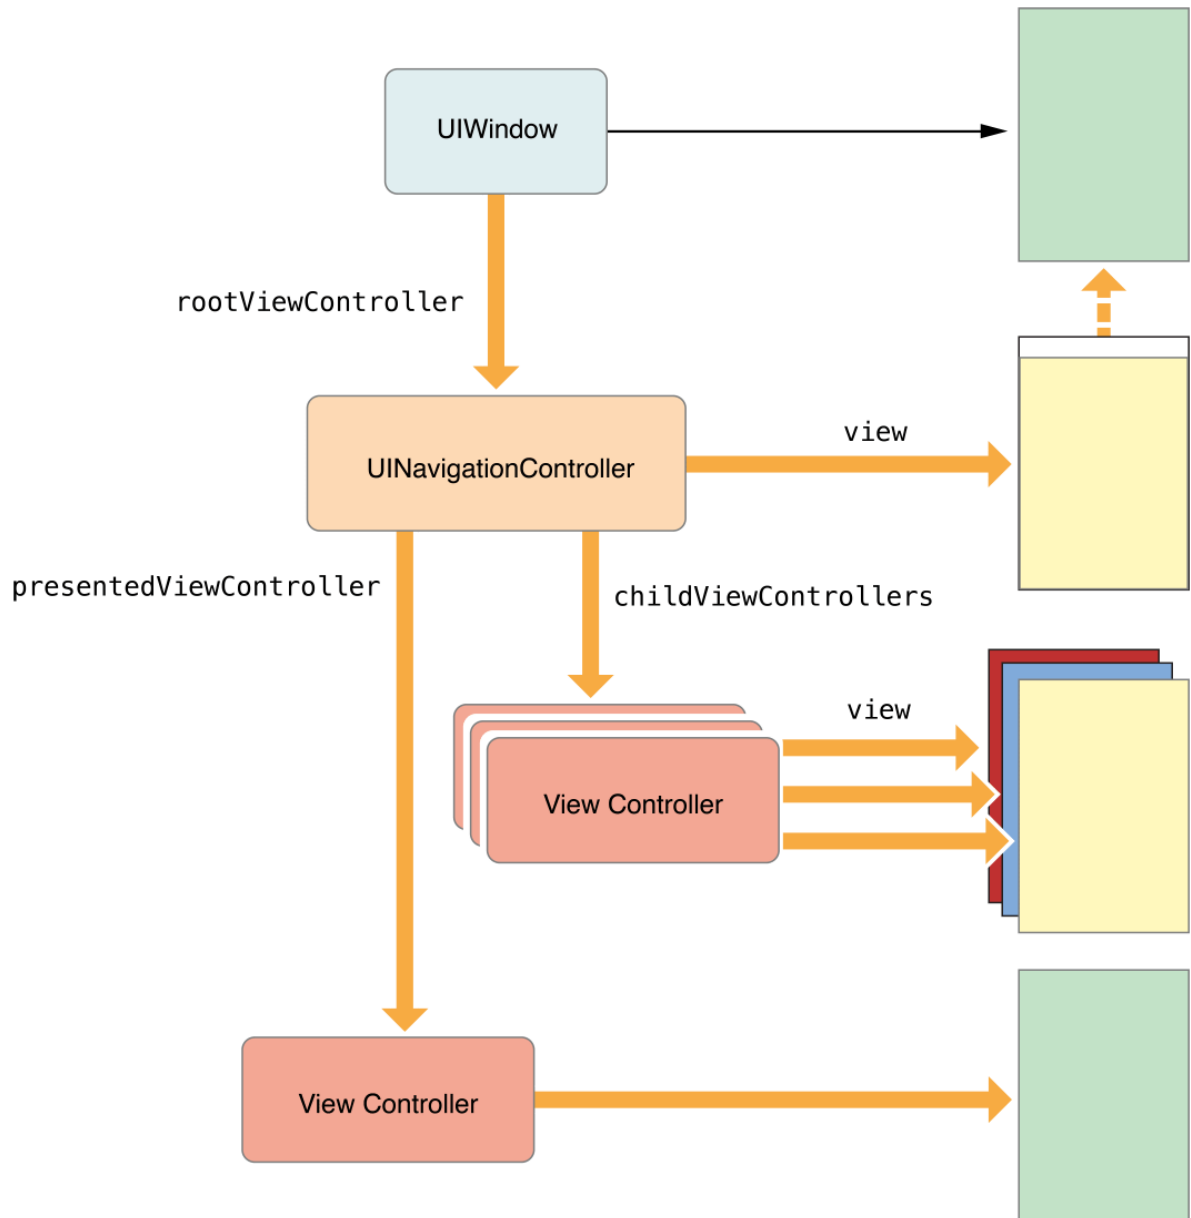 UIWindow
rootViewController
view
UINavigationController
presentedViewController
childViewControllers
view
View Controller
View Controller